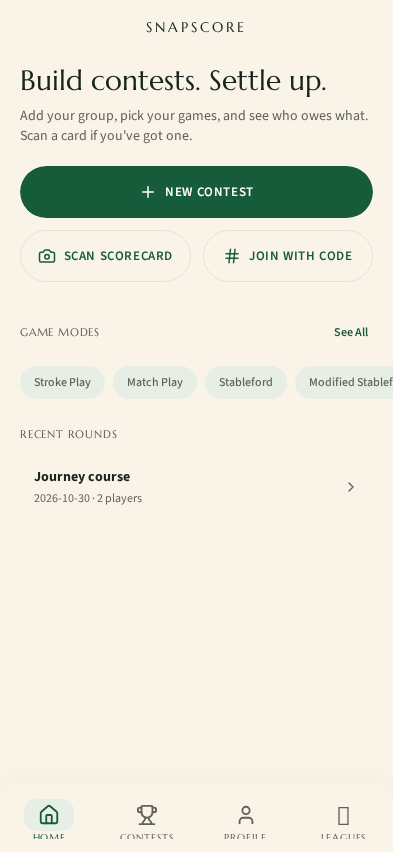 SNAPSCORE
Build contests. Settle up.
Add your group, pick your games, and see who owes what.
Scan a card if you've got one.
NEW CONTEST
SCAN SCORECARD
JOIN WITH CODE
GAME MODES
See All
Stroke Play
Match Play
Stableford
Modified Stablef
RECENT ROUNDS
Journey course
2026-10-30 · 2 players
HOME
CONTESTS
PROFILE
LEAGUES